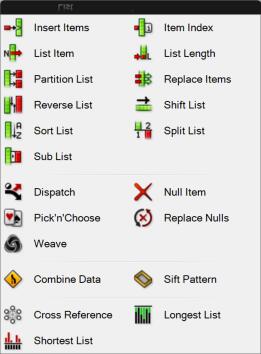 List
Insert Items
Item Index
List Item
List Length
Partition List
Replace Items
Reverse List
Shift List
Sort List
Split List
Sub List
Dispatch
Null Item
Pick'n'Choose
Replace Nulls
Weave
Combine Data
Sift Pattern
Cross Reference
Longest List
Shortest List